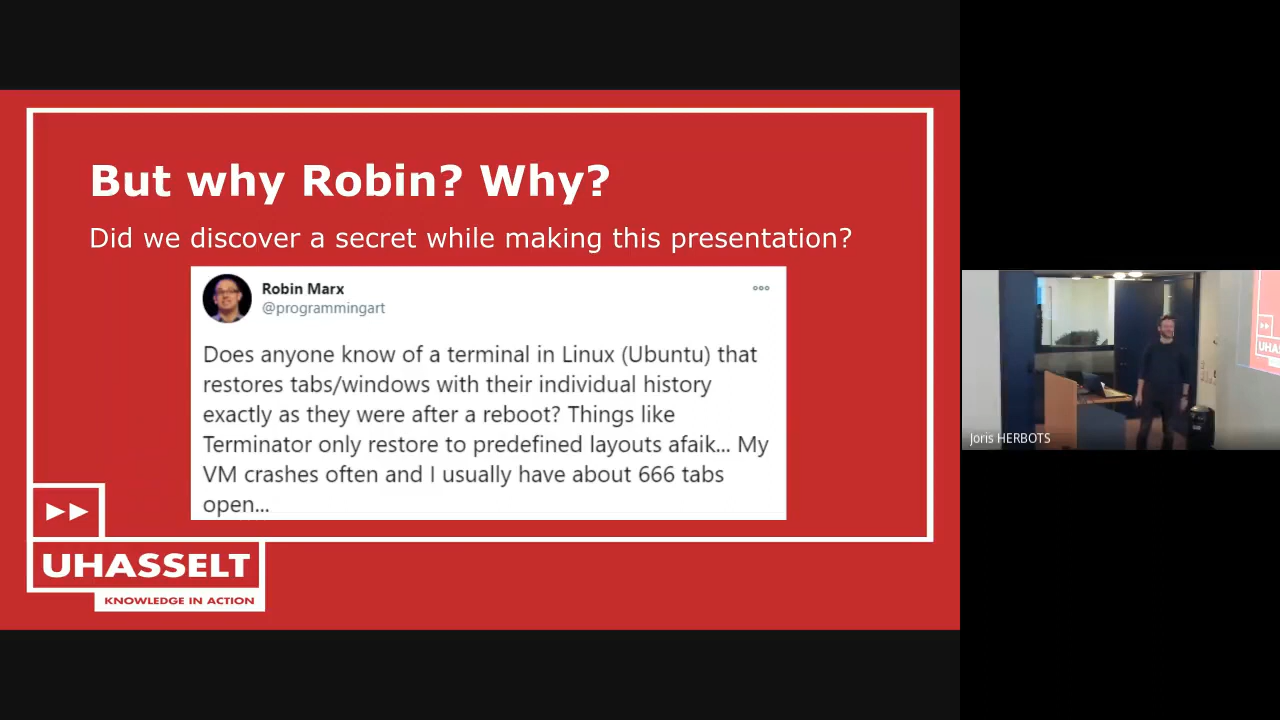 But why Robin? Why?
Did we discover a secret while making this presentation?
Robin Marx
@programmingart
Does anyone know of a terminal in Linux (Ubuntu) that
restores tabs/windows with their individual history
exactly as they were after a reboot? Things like
Terminator only restore to predefined layouts afaik... My
VM crashes often and I usually have about 666 tabs
open...
UHASSELT
KNOWLEDGE IN ACTION
Joris HERBOTS
UHAS